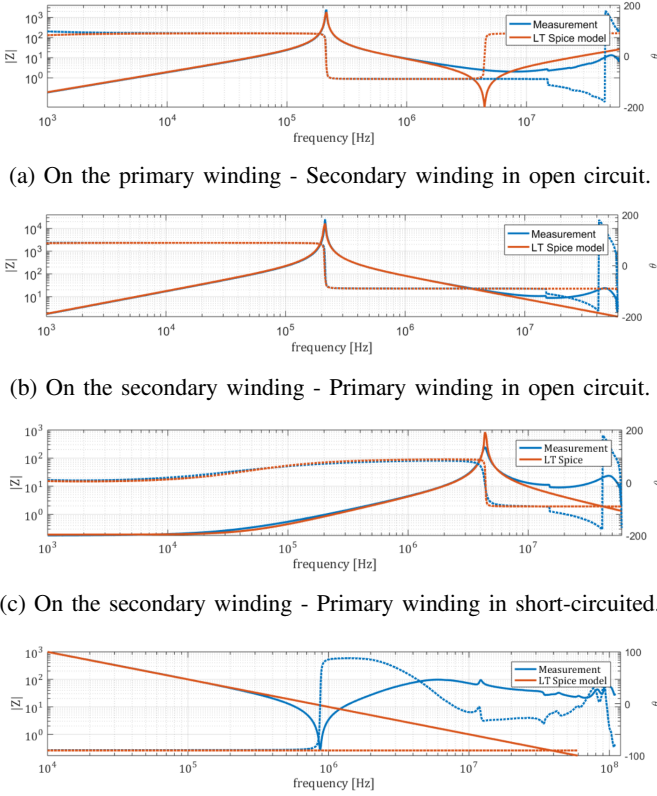 10³
10²
10¹
10⁰
|Z|
100
0
-200
θ
Measurement
LT Spice model
10³ 10⁴ 10⁵ 10⁶ 10⁷
frequency [Hz]
(a) On the primary winding - Secondary winding in open circuit.
10⁴
10³
10²
10¹
|Z|
200
100
0
-100
-200
θ
Measurement
LT Spice model
10³ 10⁴ 10⁵ 10⁶ 10⁷
frequency [Hz]
(b) On the secondary winding - Primary winding in open circuit.
10³
10²
10¹
10⁰
|Z|
200
100
0
-100
-200
θ
Measurement
LT Spice
10³ 10⁴ 10⁵ 10⁶ 10⁷
frequency [Hz]
(c) On the secondary winding - Primary winding in short-circuited.
10³
10²
10¹
10⁰
|Z|
100
0
-100
θ
Measurement
LT Spice model
10⁴ 10⁵ 10⁶ 10⁷ 10⁸
frequency [Hz]